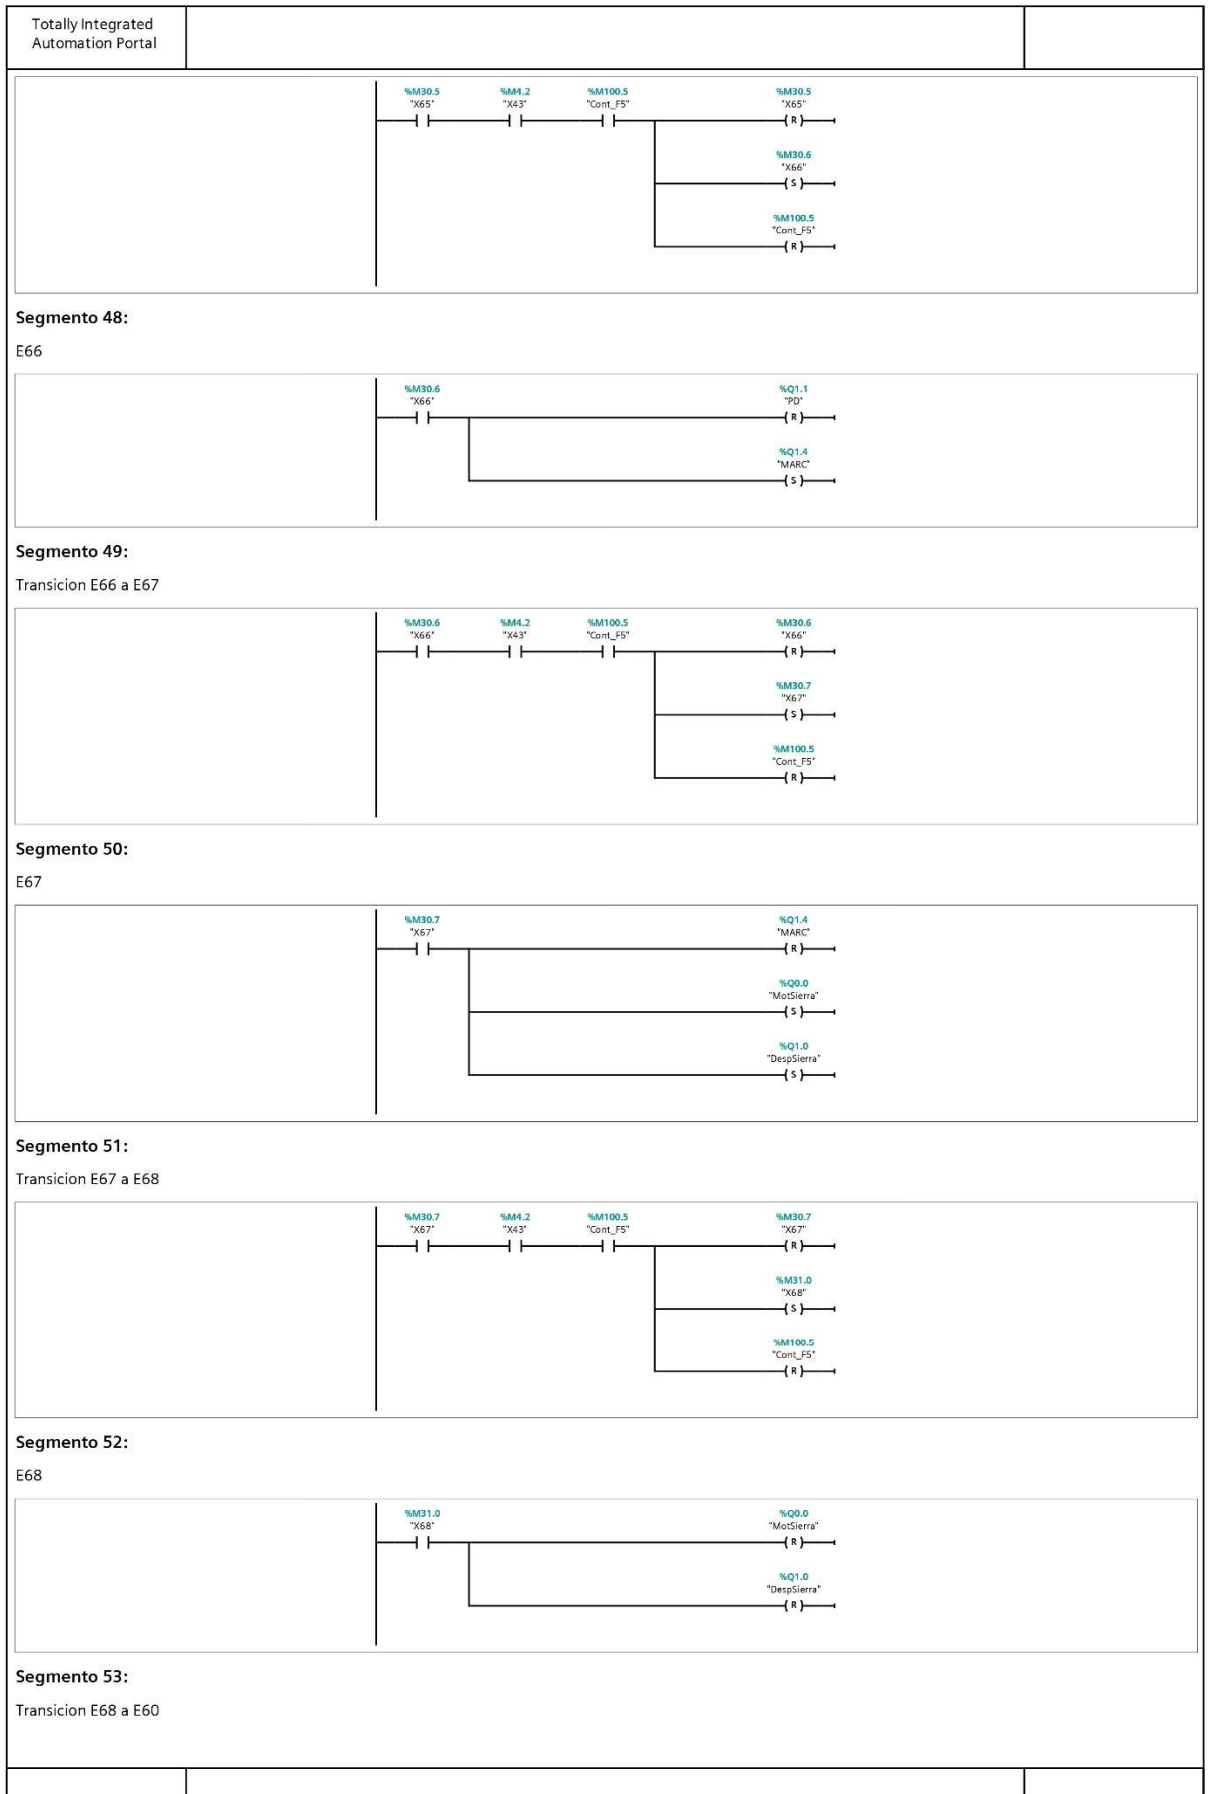 Totally Integrated
Automation Portal
%M30.5 %M4.2 %M100.5 %M30.5
"X65" "X43" "Cont_F5" "X65"
R
%M30.6
"X66"
S
%M100.5
"Cont_F5"
R
Segmento 48:
E66
%M30.6 %Q1.1
"X66" "PD"
R
%Q1.4
"MARC"
S
Segmento 49:
Transicion E66 a E67
%M30.6 %M4.2 %M100.5 %M30.6
"X66" "X43" "Cont_F5" "X66"
R
%M30.7
"X67"
S
%M100.5
"Cont_F5"
R
Segmento 50:
E67
%M30.7 %Q1.4
"X67" "MARC"
R
%Q0.0
"MotSierra"
S
%Q1.0
"DespSierra"
S
Segmento 51:
Transicion E67 a E68
%M30.7 %M4.2 %M100.5 %M30.7
"X67" "X43" "Cont_F5" "X67"
R
%M31.0
"X68"
S
%M100.5
"Cont_F5"
R
Segmento 52:
E68
%M31.0 %Q0.0
"X68" "MotSierra"
R
%Q1.0
"DespSierra"
R
Segmento 53:
Transicion E68 a E60